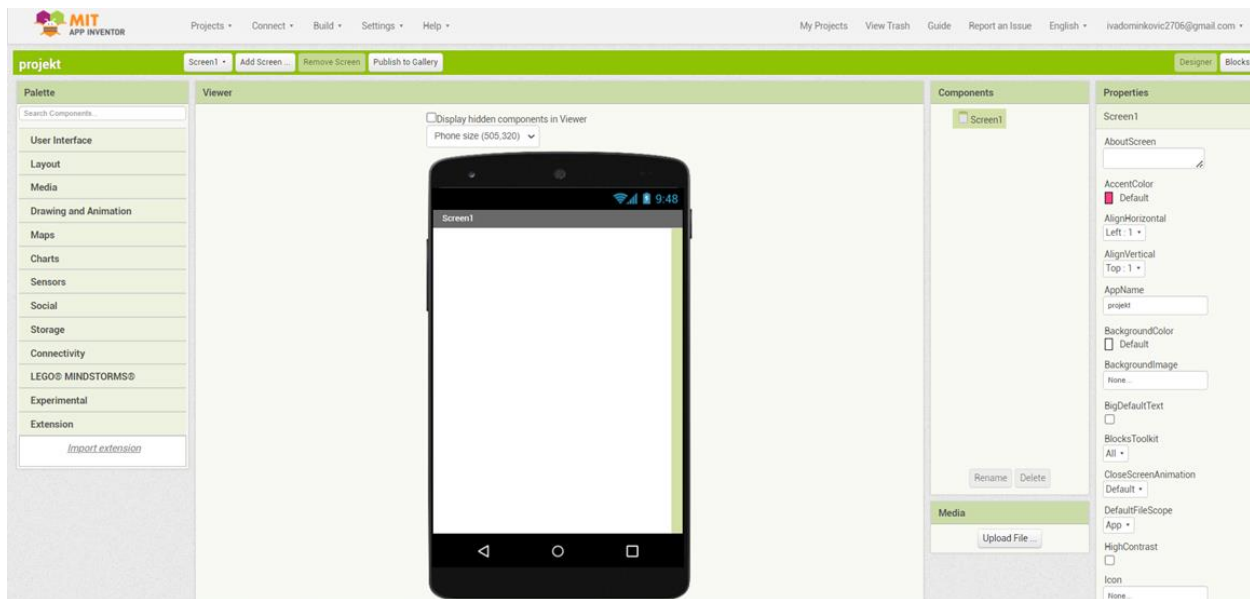 MIT
APP INVENTOR
Projects
Connect
Build
Settings
Help
My Projects
View Trash
Guide
Report an Issue
English
ivadominkovic2706@gmail.com
projekt
Screen1
Add Screen ...
Remove Screen
Publish to Gallery
Designer
Blocks
Palette
Search Components...
User Interface
Layout
Media
Drawing and Animation
Maps
Charts
Sensors
Social
Storage
Connectivity
LEGO® MINDSTORMS®
Experimental
Extension
Import extension
Viewer
Display hidden components in Viewer
Phone size (505,320)
9:48
Screen1
Components
Screen1
Rename
Delete
Media
Upload File ...
Properties
Screen1
AboutScreen
AccentColor
Default
AlignHorizontal
Left : 1
AlignVertical
Top : 1
AppName
projekt
BackgroundColor
Default
BackgroundImage
None...
BigDefaultText
BlocksToolkit
All
CloseScreenAnimation
Default
DefaultFileScope
App
HighContrast
Icon
None...